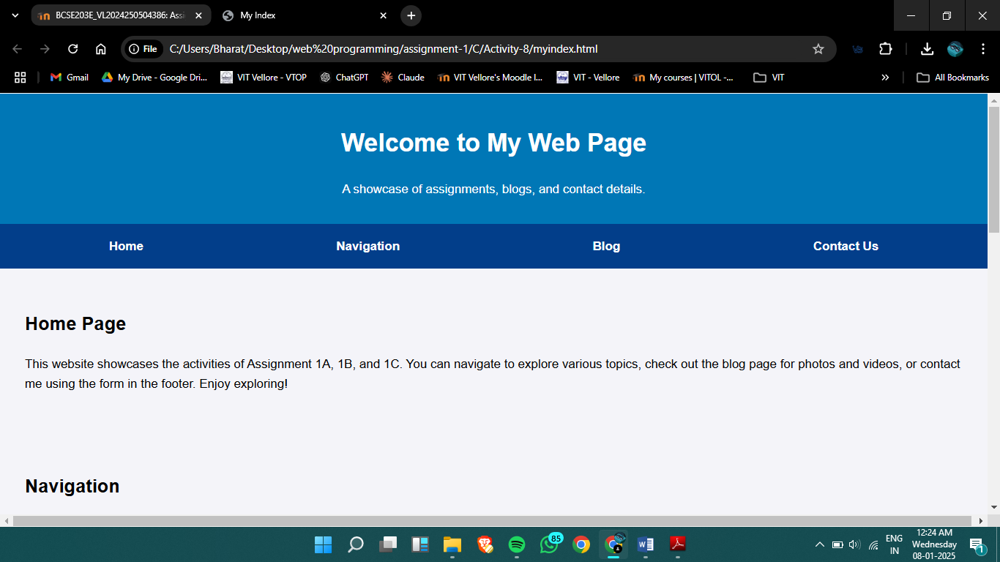 BCSE203E_VL2024250504386: Assi
My Index
File
C:/Users/Bharat/Desktop/web%20programming/assignment-1/C/Activity-8/myindex.html
Gmail
My Drive - Google Dri...
VIT Vellore - VTOP
ChatGPT
Claude
VIT Vellore's Moodle I...
VIT - Vellore
My courses | VITOL -...
VIT
All Bookmarks
Welcome to My Web Page
A showcase of assignments, blogs, and contact details.
Home
Navigation
Blog
Contact Us
Home Page
This website showcases the activities of Assignment 1A, 1B, and 1C. You can navigate to explore various topics, check out the blog page for photos and videos, or contact
me using the form in the footer. Enjoy exploring!
Navigation
85
ENG
IN
12:24 AM
Wednesday
08-01-2025
1